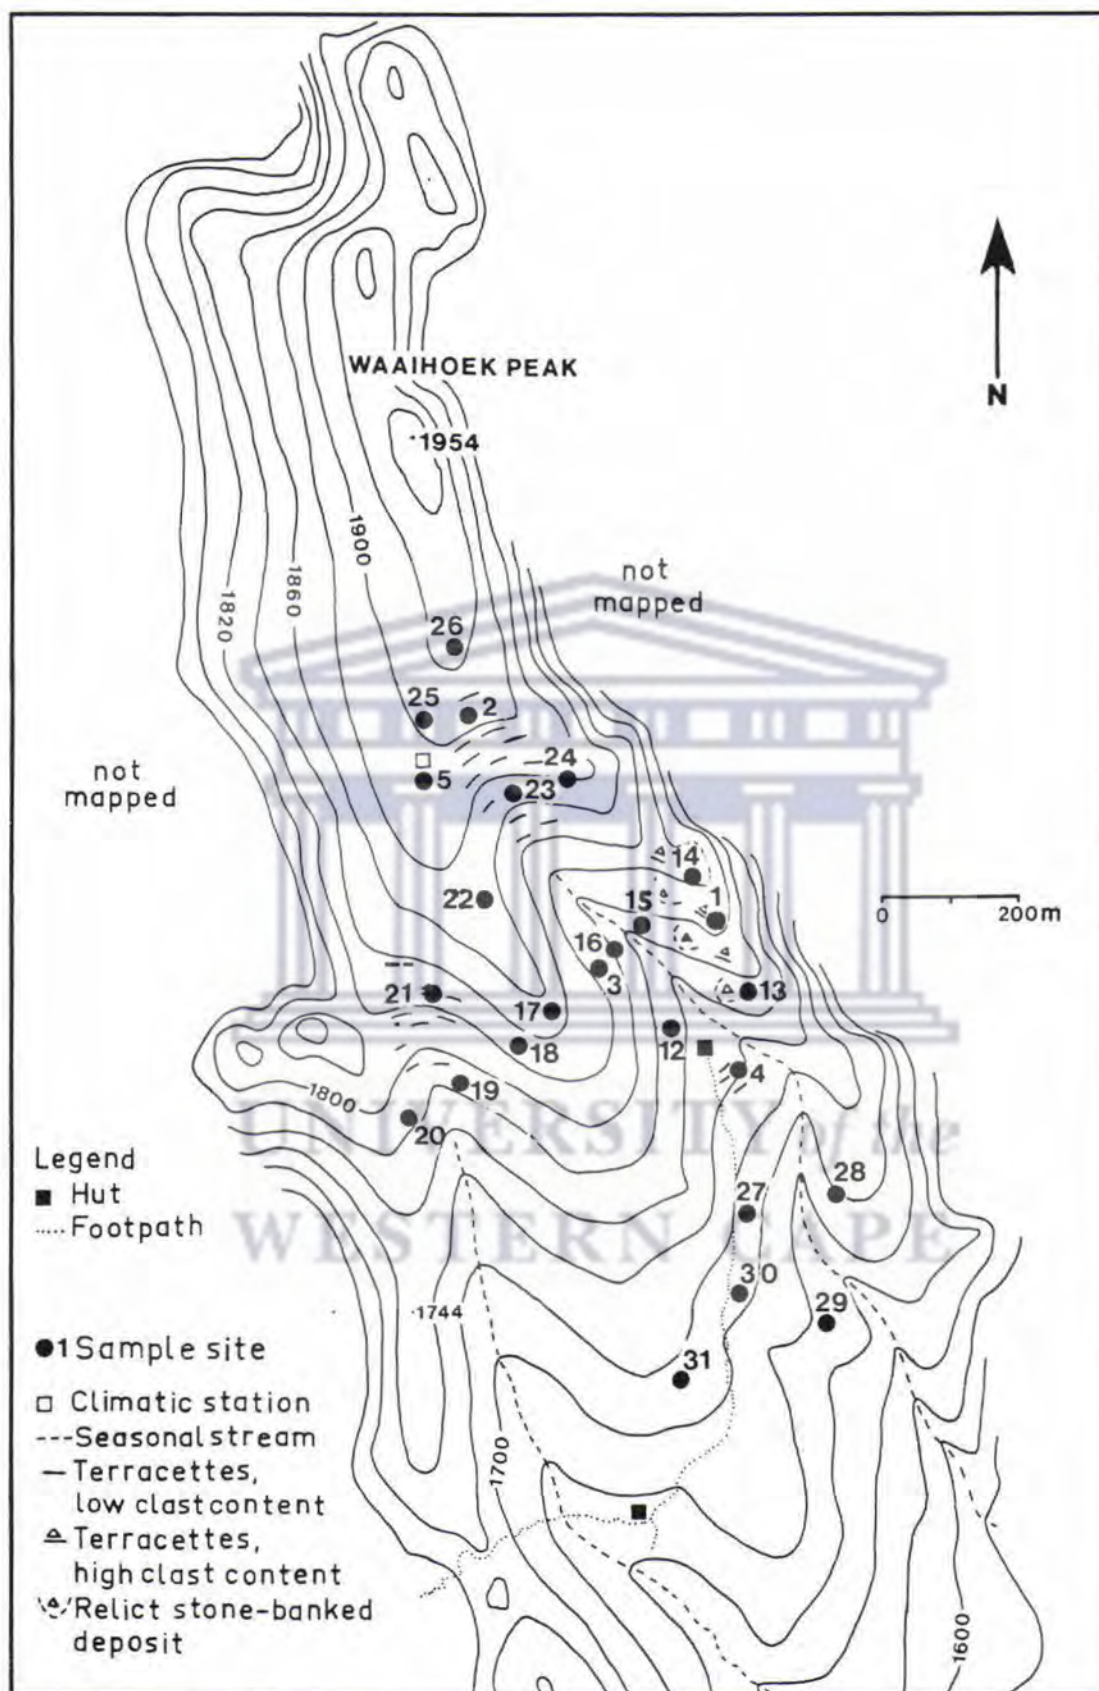 WAAIHOEK PEAK
1954
N
1900
1860
1820
not
mapped
26
25
2
5
24
23
not
mapped
22
14
1
15
16
3
0
200m
21
17
13
18
12
4
19
1800
20
UNIVERSITY of the
WESTERN CAPE
Legend
Hut
Footpath
28
27
30
29
1744
31
1 Sample site
Climatic station
Seasonal stream
Terracettes,
low clast content
Terracettes,
high clast content
Relict stone-banked
deposit
1700
1600